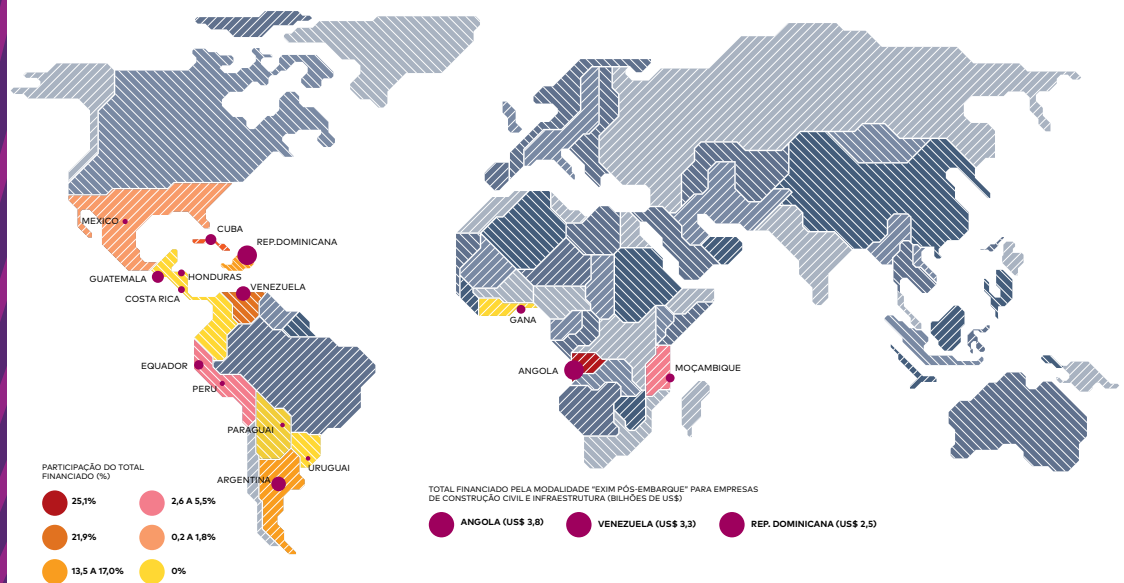 MEXICO
CUBA
REP.DOMINICANA
GUATEMALA
HONDURAS
VENEZUELA
COSTA RICA
GANA
EQUADOR
ANGOLA
MOÇAMBIQUE
PERU
PARAGUAI
URUGUAI
ARGENTINA
PARTICIPAÇÃO DO TOTAL
FINANCIADO (%)
25,1%
2,6 A 5,5%
21,9%
0,2 A 1,8%
13,5 A 17,0%
0%
TOTAL FINANCIADO PELA MODALIDADE "EXIM PÓS-EMBARQUE" PARA EMPRESAS
DE CONSTRUÇÃO CIVIL E INFRAESTRUTURA (BILHÕES DE US$)
ANGOLA (US$ 3,8)
VENEZUELA (US$ 3,3)
REP. DOMINICANA (US$ 2,5)